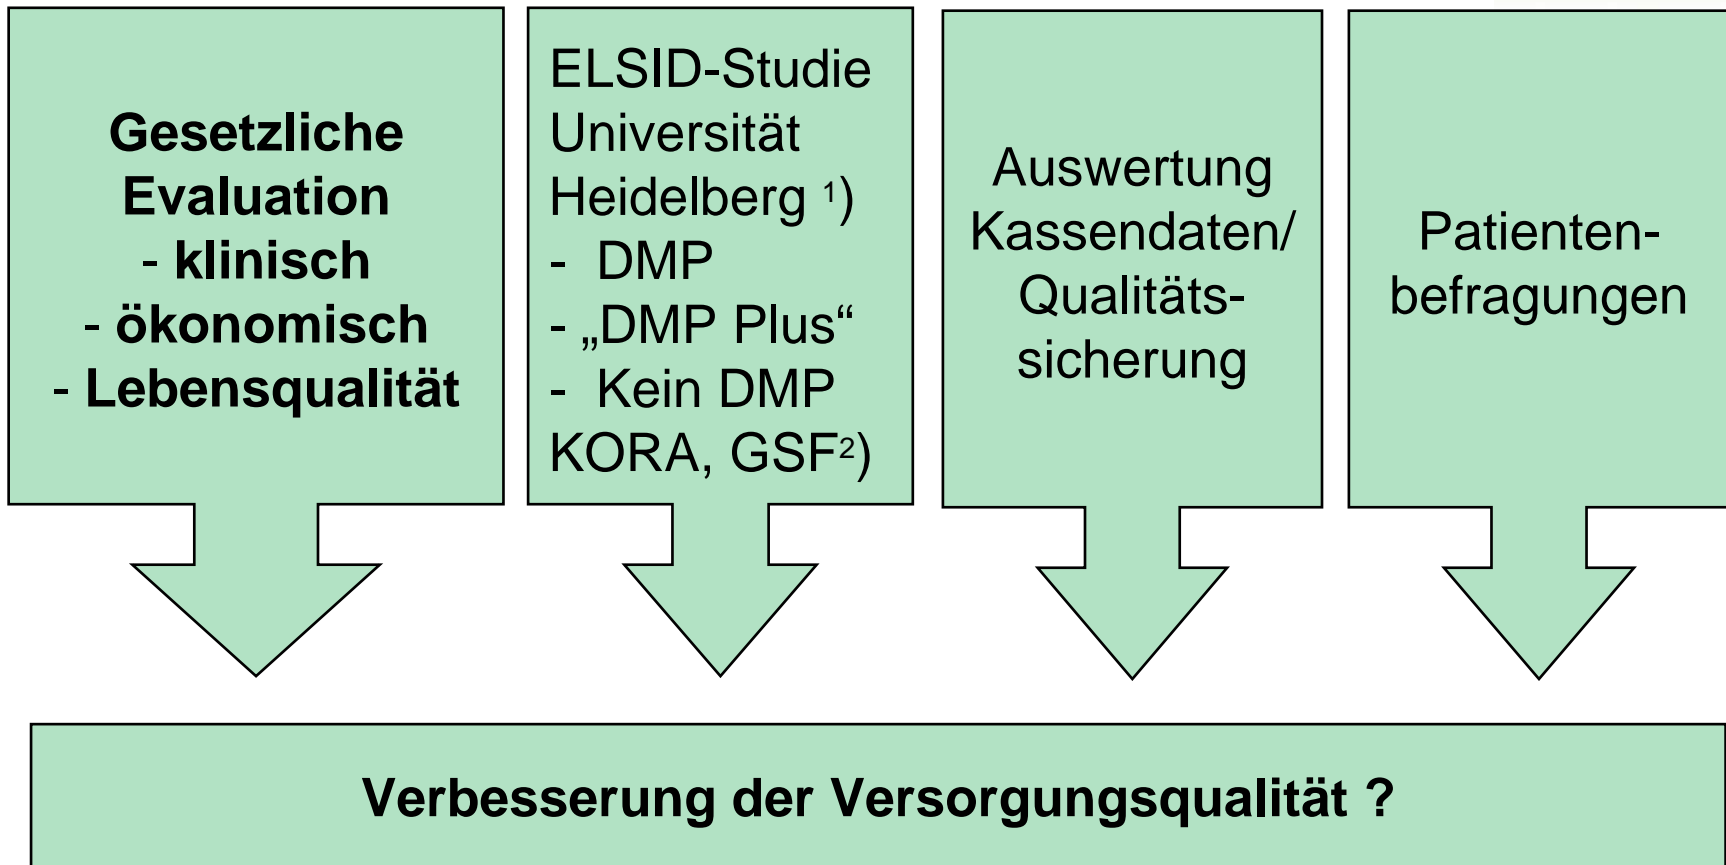 Gesetzliche
Evaluation
- klinisch
- ökonomisch
- Lebensqualität
ELSID-Studie
Universität
Heidelberg ¹)
- DMP
- „DMP Plus“
- Kein DMP
KORA, GSF²)
Auswertung
Kassendaten/
Qualitäts-
sicherung
Patienten-
befragungen
Verbesserung der Versorgungsqualität ?